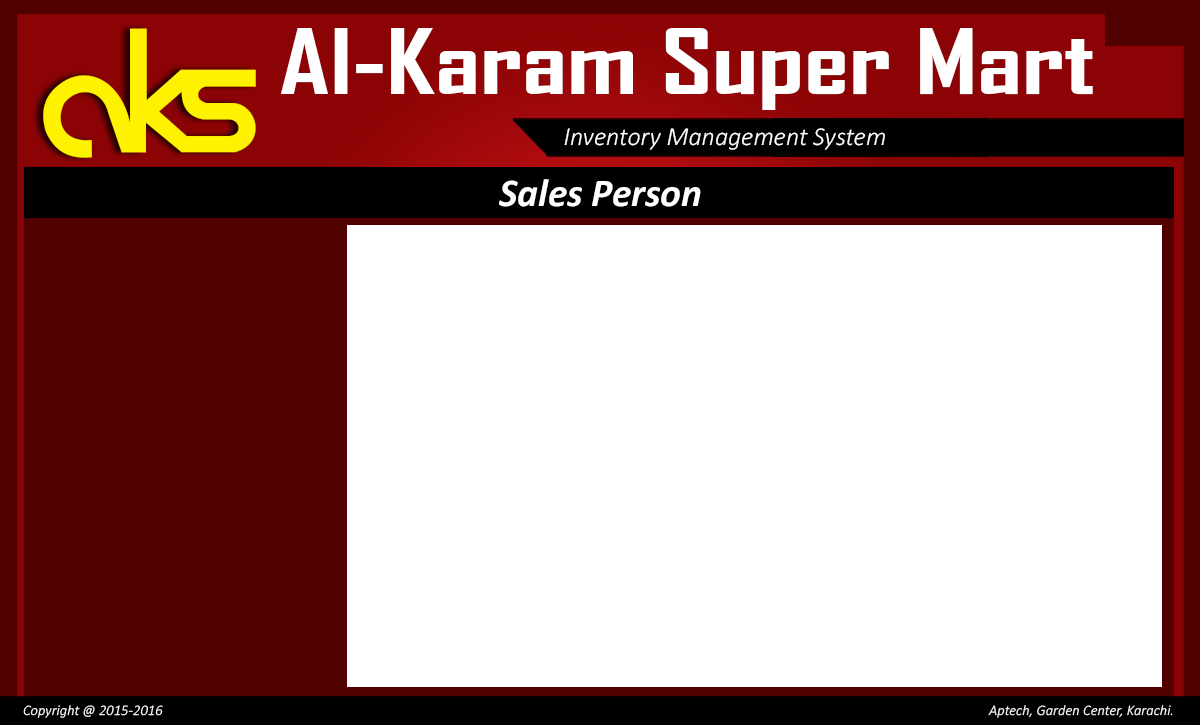 aks
Al-Karam Super Mart
Inventory Management System
Sales Person
Copyright @ 2015-2016
Aptech, Garden Center, Karachi.